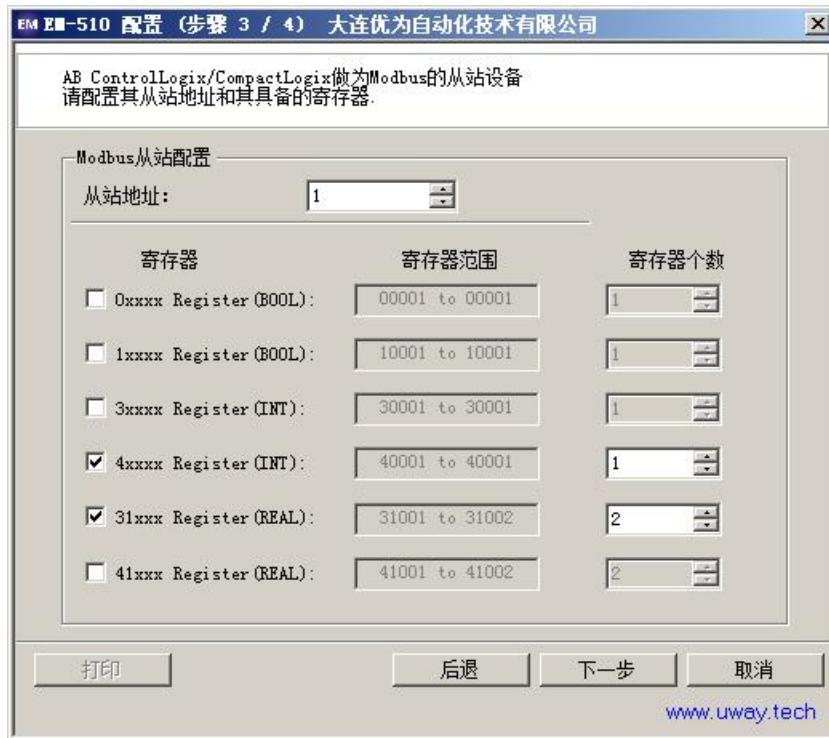 EM EM-510 配置 (步骤 3 / 4) 大连优为自动化技术有限公司
AB ControlLogix/CompactLogix做为Modbus的从站设备
请配置其从站地址和其具备的寄存器.
Modbus从站配置
从站地址: 1
寄存器 寄存器范围 寄存器个数
0xxxx Register(BOOL): 00001 to 00001 1
1xxxx Register(BOOL): 10001 to 10001 1
3xxxx Register(INT): 30001 to 30001 1
4xxxx Register(INT): 40001 to 40001 1
31xxx Register(REAL): 31001 to 31002 2
41xxx Register(REAL): 41001 to 41002 2
打印 后退 下一步 取消
www.uway.tech